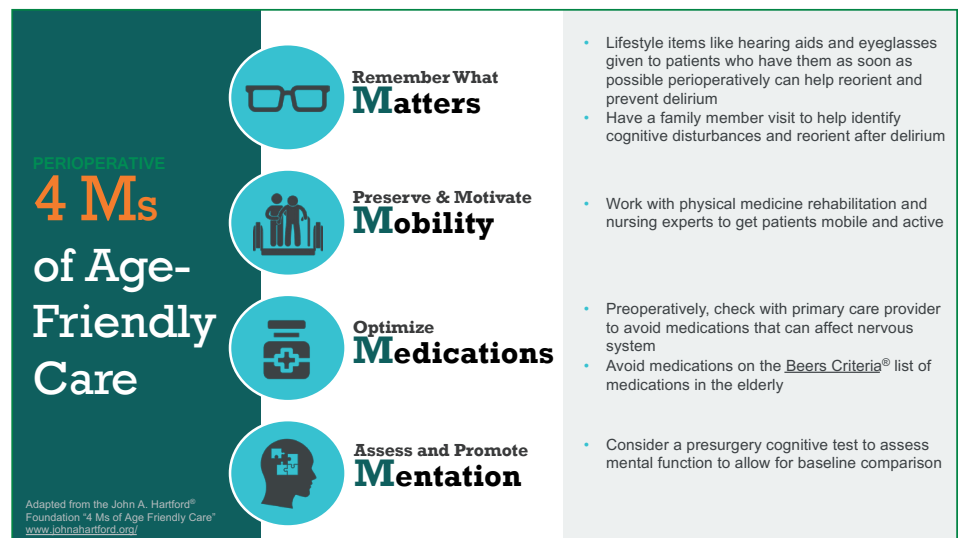 PERIOPERATIVE
4 Ms
of Age-
Friendly
Care
Adapted from the John A. Hartford®
Foundation “4 Ms of Age Friendly Care”
www.johnahartford.org/
Remember What
Matters
• Lifestyle items like hearing aids and eyeglasses
given to patients who have them as soon as
possible perioperatively can help reorient and
prevent delirium
• Have a family member visit to help identify
cognitive disturbances and reorient after delirium
Preserve & Motivate
Mobility
• Work with physical medicine rehabilitation and
nursing experts to get patients mobile and active
Optimize
Medications
• Preoperatively, check with primary care provider
to avoid medications that can affect nervous
system
• Avoid medications on the Beers Criteria® list of
medications in the elderly
Assess and Promote
Mentation
• Consider a presurgery cognitive test to assess
mental function to allow for baseline comparison